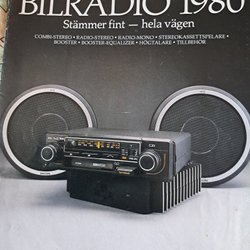 BILRADIO 1980
Stämmer fint — hela vägen
COMBI-STEREO • RADIO-STEREO • RADIO-MONO • STEREOKASSETTSPELARE •
BOOSTER • BOOSTER-EQUALIZER • HÖGTALARE • TILLBEHÖR